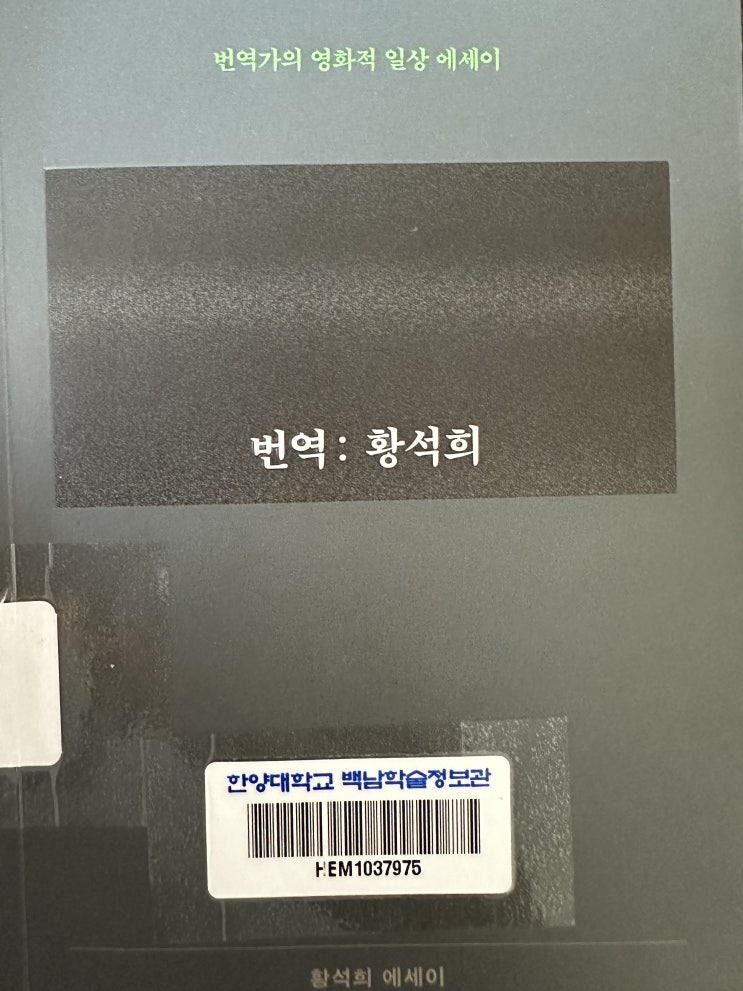 번역가의 영화적 일상 에세이
번역: 황석희
한양대학교 백남학술정보관
HEM1037975
황석희 에세이